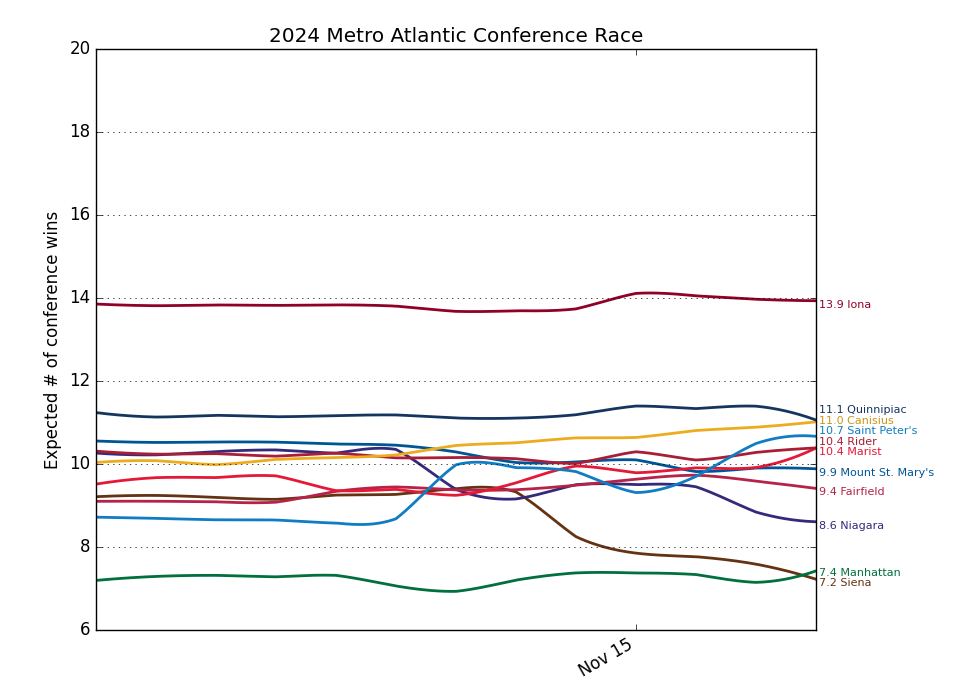 2024 Metro Atlantic Conference Race
Expected # of conference wins
20
18
16
14
12
10
8
6
13.9 Iona
11.1 Quinnipiac
11.0 Canisius
10.7 Saint Peter's
10.4 Rider
10.4 Marist
9.9 Mount St. Mary's
9.4 Fairfield
8.6 Niagara
7.4 Manhattan
7.2 Siena
Nov 15